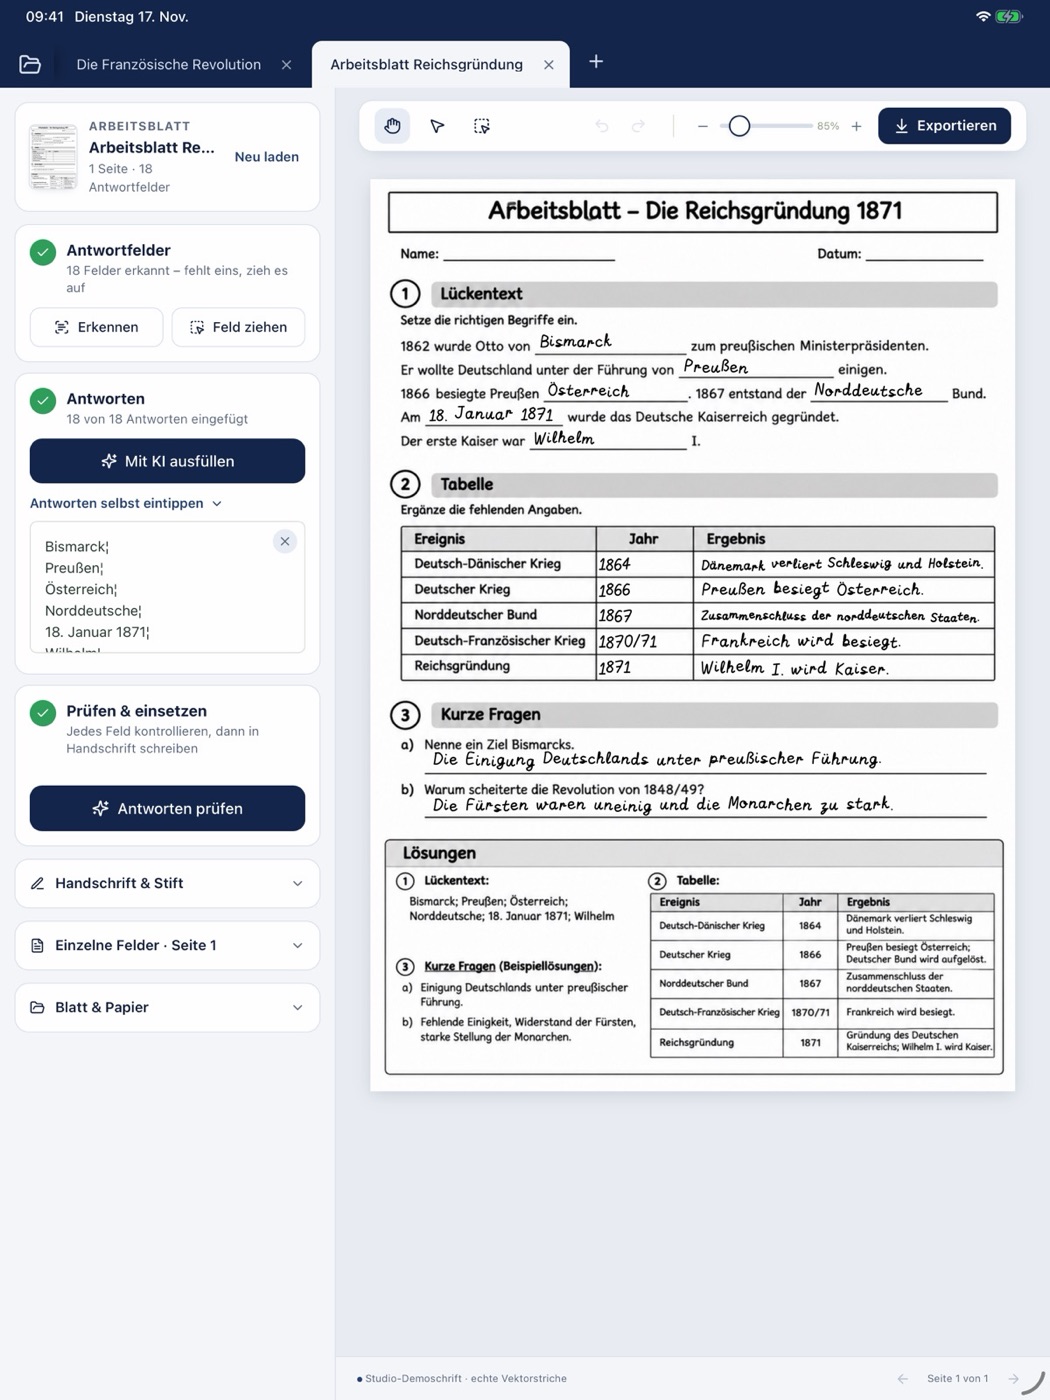 09:41 Dienstag 17. Nov.
Die Französische Revolution
Arbeitsblatt Reichsgründung
ARBEITSBLATT
Arbeitsblatt Re...
Neu laden
1 Seite · 18
Antwortfelder
Antwortfelder
18 Felder erkannt – fehlt eins, zieh es
auf
Erkennen
Feld ziehen
Antworten
18 von 18 Antworten eingefügt
Mit KI ausfüllen
Antworten selbst eintippen
Bismarck¦
Preußen¦
Österreich¦
Norddeutsche¦
18. Januar 1871¦
Wilhelm¦
Prüfen & einsetzen
Jedes Feld kontrollieren, dann in
Handschrift schreiben
Antworten prüfen
Handschrift & Stift
Einzelne Felder · Seite 1
Blatt & Papier
85%
Exportieren
Arbeitsblatt – Die Reichsgründung 1871
Name: Datum:
1 Lückentext
Setze die richtigen Begriffe ein.
1862 wurde Otto von Bismarck zum preußischen Ministerpräsidenten.
Er wollte Deutschland unter der Führung von Preußen einigen.
1866 besiegte Preußen Österreich. 1867 entstand der Norddeutsche Bund.
Am 18. Januar 1871 wurde das Deutsche Kaiserreich gegründet.
Der erste Kaiser war Wilhelm I.
2 Tabelle
Ergänze die fehlenden Angaben.
Ereignis Jahr Ergebnis
Deutsch-Dänischer Krieg 1864 Dänemark verliert Schleswig und Holstein.
Deutscher Krieg 1866 Preußen besiegt Österreich.
Norddeutscher Bund 1867 Zusammenschluss der norddeutschen Staaten.
Deutsch-Französischer Krieg 1870/71 Frankreich wird besiegt.
Reichsgründung 1871 Wilhelm I. wird Kaiser.
3 Kurze Fragen
a) Nenne ein Ziel Bismarcks.
Die Einigung Deutschlands unter preußischer Führung.
b) Warum scheiterte die Revolution von 1848/49?
Die Fürsten waren uneinig und die Monarchen zu stark.
Lösungen
1 Lückentext:
Bismarck; Preußen; Österreich;
Norddeutsche; 18. Januar 1871; Wilhelm
3 Kurze Fragen (Beispiellösungen):
a) Einigung Deutschlands unter preußischer
Führung.
b) Fehlende Einigkeit, Widerstand der Fürsten,
starke Stellung der Monarchen.
2 Tabelle:
Ereignis Jahr Ergebnis
Deutsch-Dänischer Krieg 1864 Dänemark verliert Schleswig
und Holstein.
Deutscher Krieg 1866 Preußen besiegt Österreich;
Deutscher Bund wird aufgelöst.
Norddeutscher Bund 1867 Zusammenschluss der
norddeutschen Staaten.
Deutsch-Französischer Krieg 1870/71 Frankreich wird besiegt.
Reichsgründung 1871 Gründung des Deutschen
Kaiserreichs; Wilhelm I. wird Kaiser.
Studio-Demoschrift · echte Vektorstriche
Seite 1 von 1